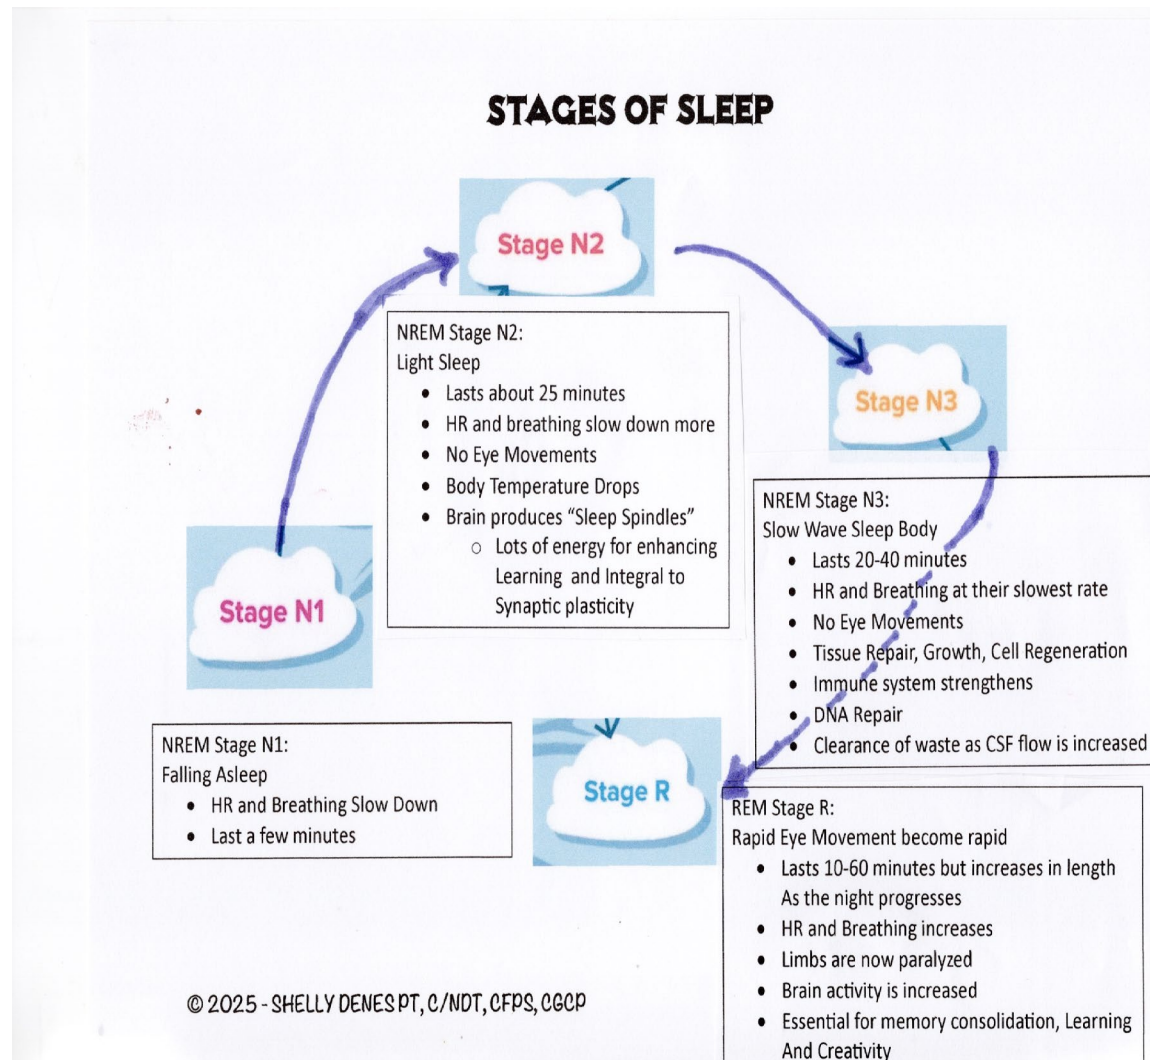 STAGES OF SLEEP
Stage N2
NREM Stage N2:
Light Sleep
• Lasts about 25 minutes
• HR and breathing slow down more
• No Eye Movements
• Body Temperature Drops
• Brain produces “Sleep Spindles”
○ Lots of energy for enhancing
Learning and Integral to
Synaptic plasticity
Stage N3
NREM Stage N3:
Slow Wave Sleep Body
• Lasts 20-40 minutes
• HR and Breathing at their slowest rate
• No Eye Movements
• Tissue Repair, Growth, Cell Regeneration
• Immune system strengthens
• DNA Repair
• Clearance of waste as CSF flow is increased
Stage N1
NREM Stage N1:
Falling Asleep
• HR and Breathing Slow Down
• Last a few minutes
Stage R
REM Stage R:
Rapid Eye Movement become rapid
• Lasts 10-60 minutes but increases in length
As the night progresses
• HR and Breathing increases
• Limbs are now paralyzed
• Brain activity is increased
• Essential for memory consolidation, Learning
And Creativity
© 2025 - SHELLY DENES PT, C/NDT, CFPS, CGCP